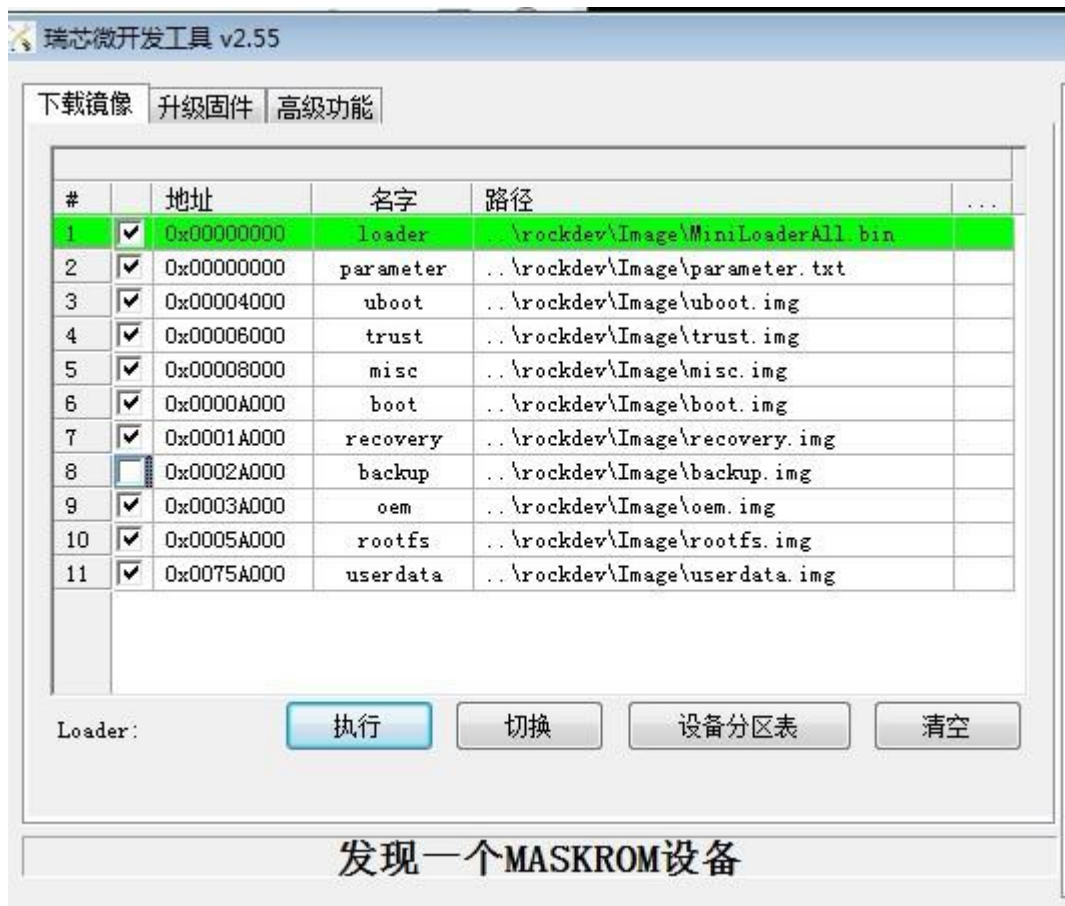 瑞芯微开发工具 v2.55
下载镜像 升级固件 高级功能
# 地址 名字 路径 ...
1 0x00000000 loader ..\rockdev\Image\MiniLoaderAll.bin
2 0x00000000 parameter ..\rockdev\Image\parameter.txt
3 0x00004000 uboot ..\rockdev\Image\uboot.img
4 0x00006000 trust ..\rockdev\Image\trust.img
5 0x00008000 misc ..\rockdev\Image\misc.img
6 0x0000A000 boot ..\rockdev\Image\boot.img
7 0x0001A000 recovery ..\rockdev\Image\recovery.img
8 0x0002A000 backup ..\rockdev\Image\backup.img
9 0x0003A000 oem ..\rockdev\Image\oem.img
10 0x0005A000 rootfs ..\rockdev\Image\rootfs.img
11 0x0075A000 userdata ..\rockdev\Image\userdata.img
Loader: 执行 切换 设备分区表 清空
发现一个MASKROM设备